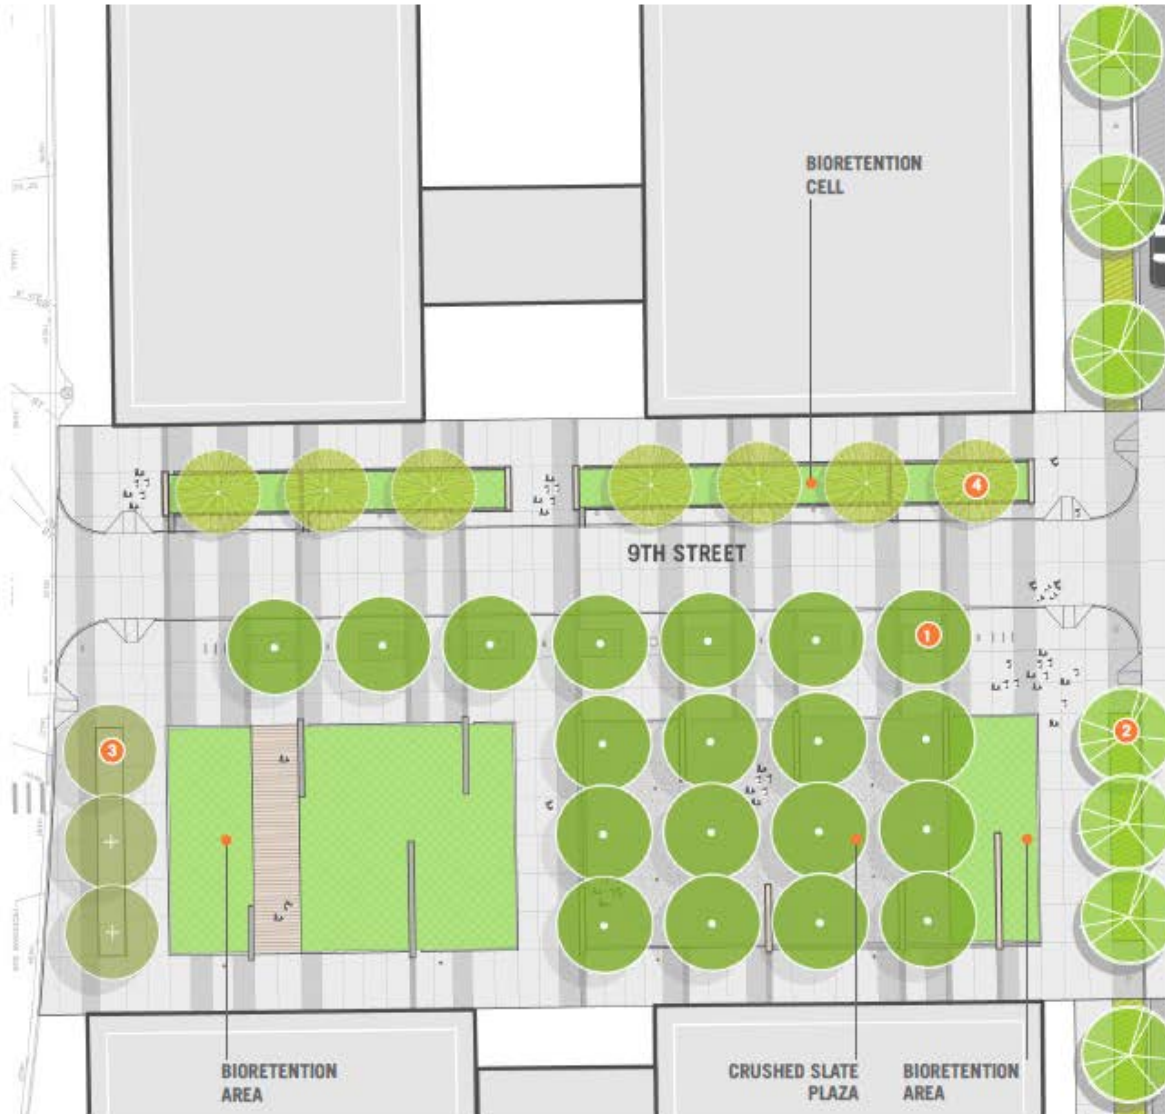 BIORETENTION
CELL
4
9TH STREET
1
2
3
BIORETENTION
AREA
CRUSHED SLATE
PLAZA
BIORETENTION
AREA